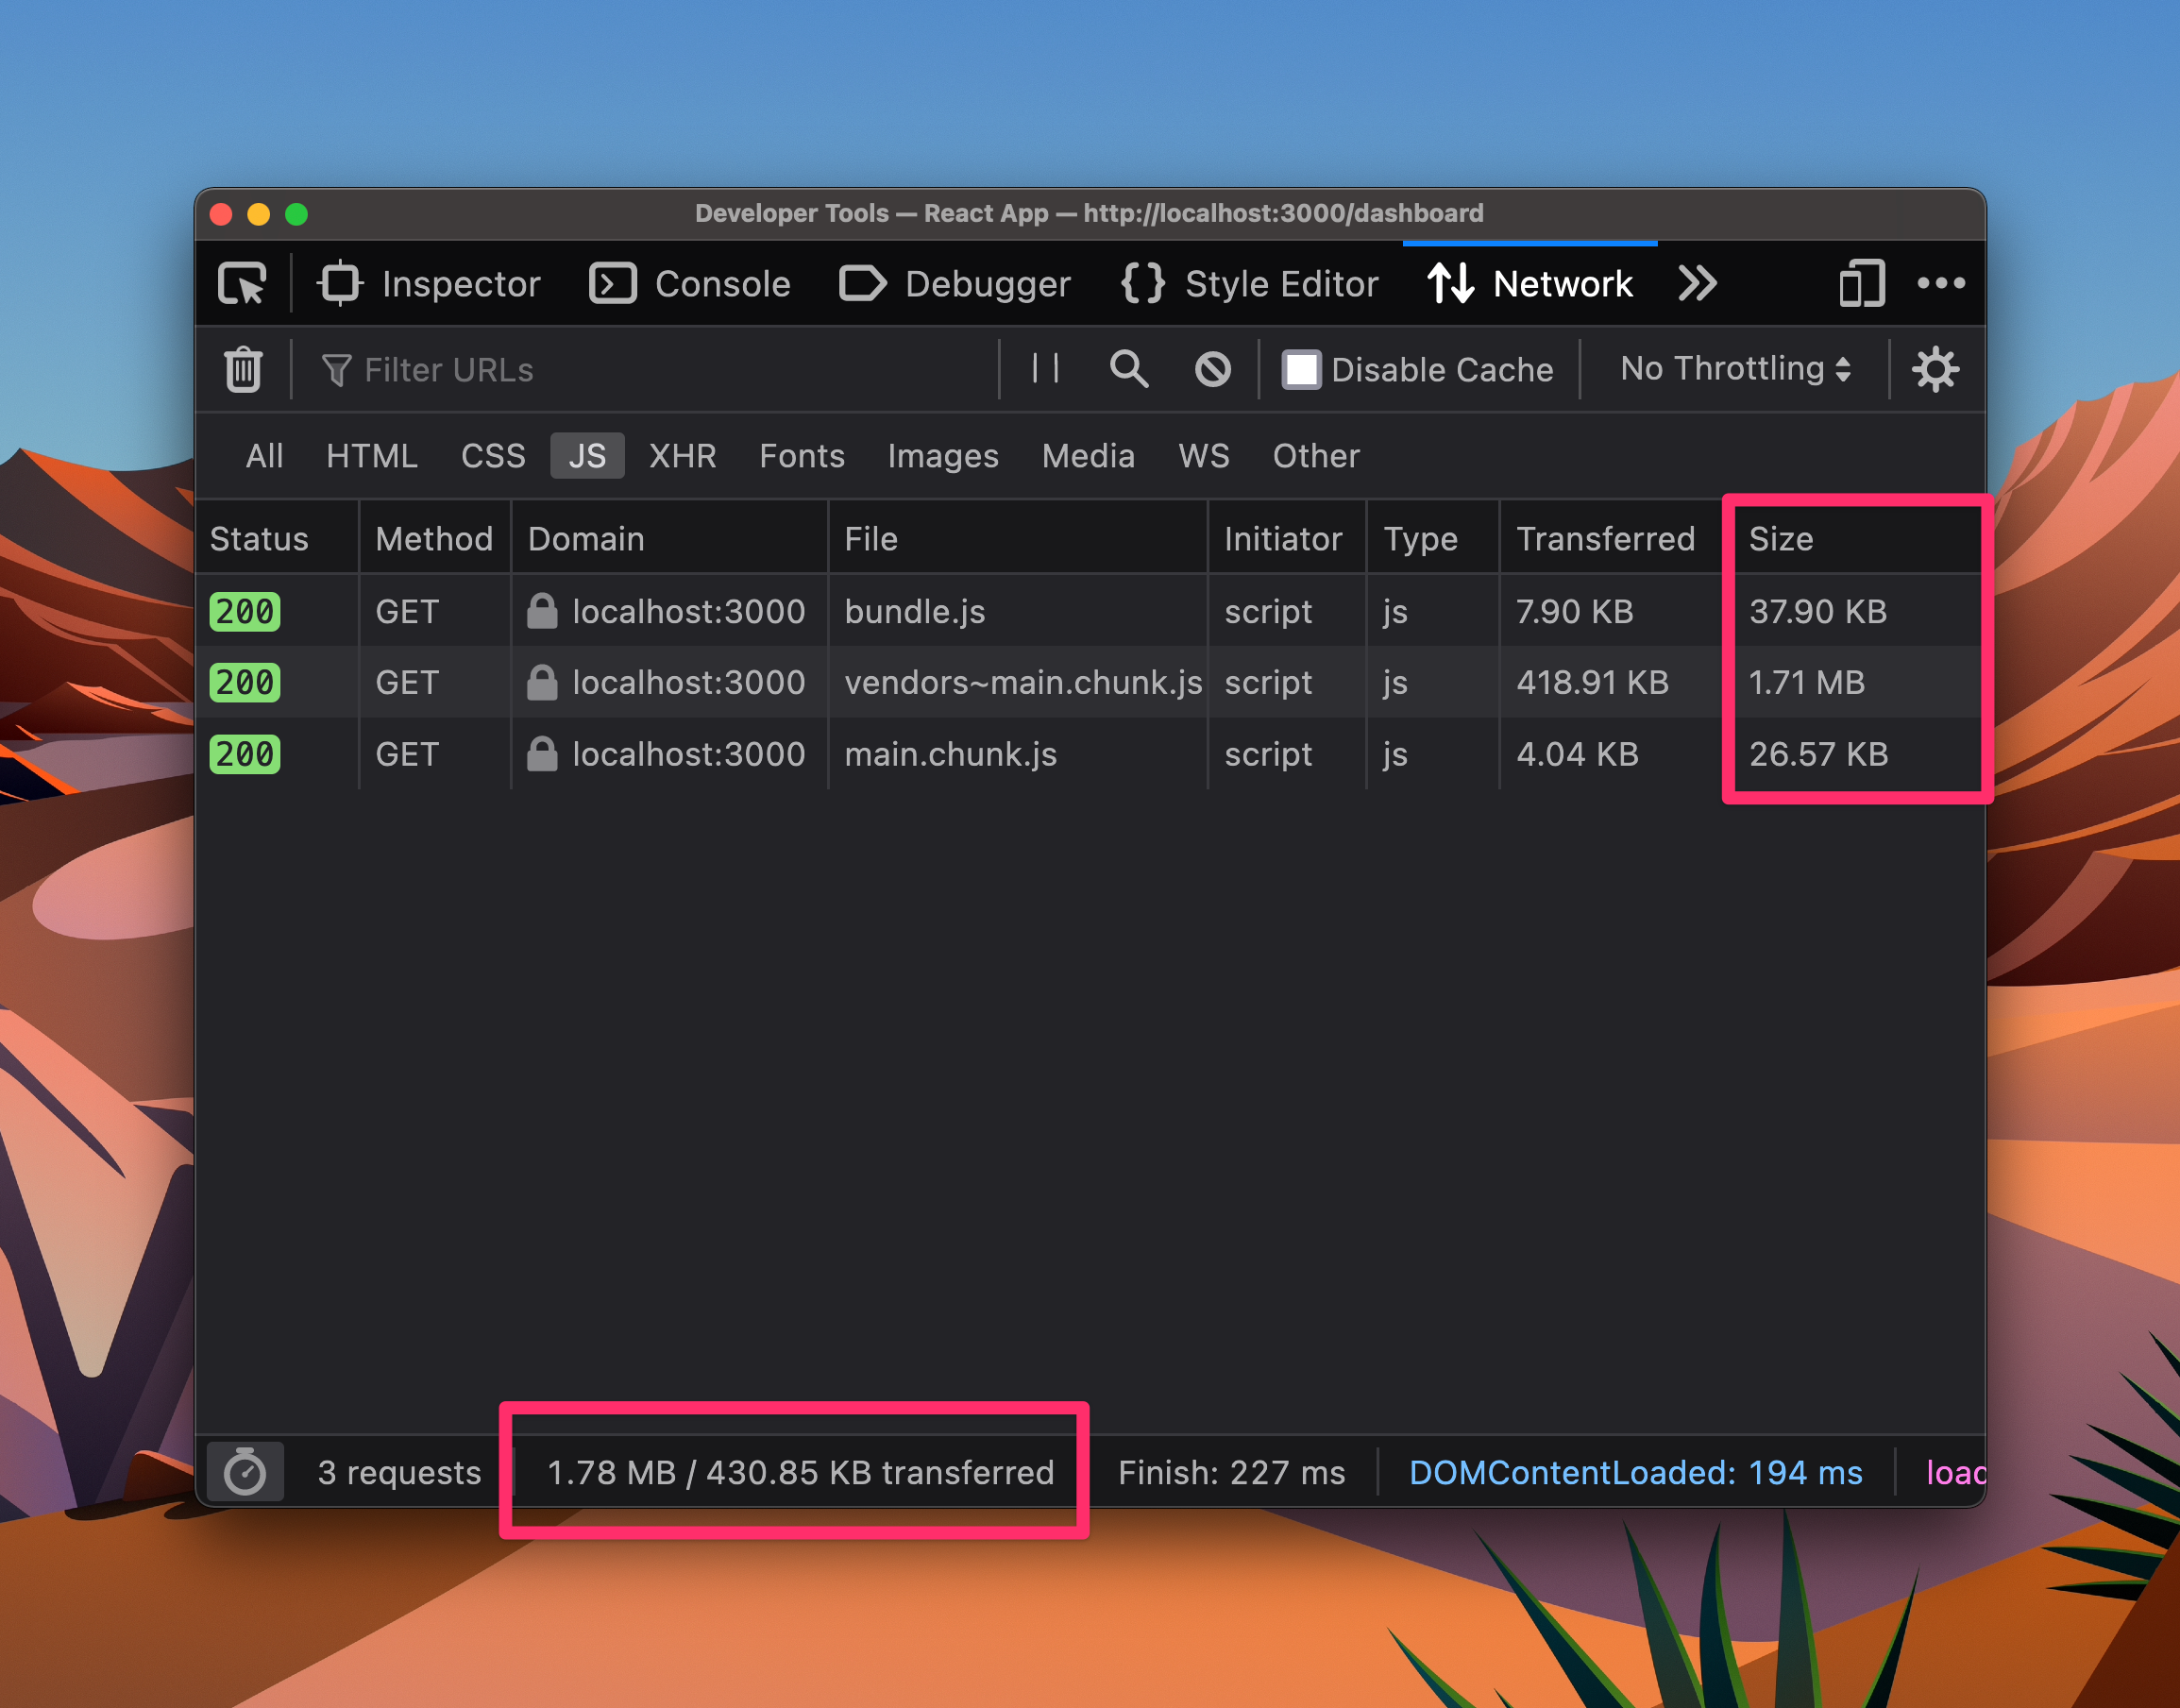 Developer Tools — React App — http://localhost:3000/dashboard
Inspector Console Debugger Style Editor Network
Filter URLs Disable Cache No Throttling
All HTML CSS JS XHR Fonts Images Media WS Other
Status Method Domain File Initiator Type Transferred Size
200 GET localhost:3000 bundle.js script js 7.90 KB 37.90 KB
200 GET localhost:3000 vendors~main.chunk.js script js 418.91 KB 1.71 MB
200 GET localhost:3000 main.chunk.js script js 4.04 KB 26.57 KB
3 requests 1.78 MB / 430.85 KB transferred Finish: 227 ms DOMContentLoaded: 194 ms